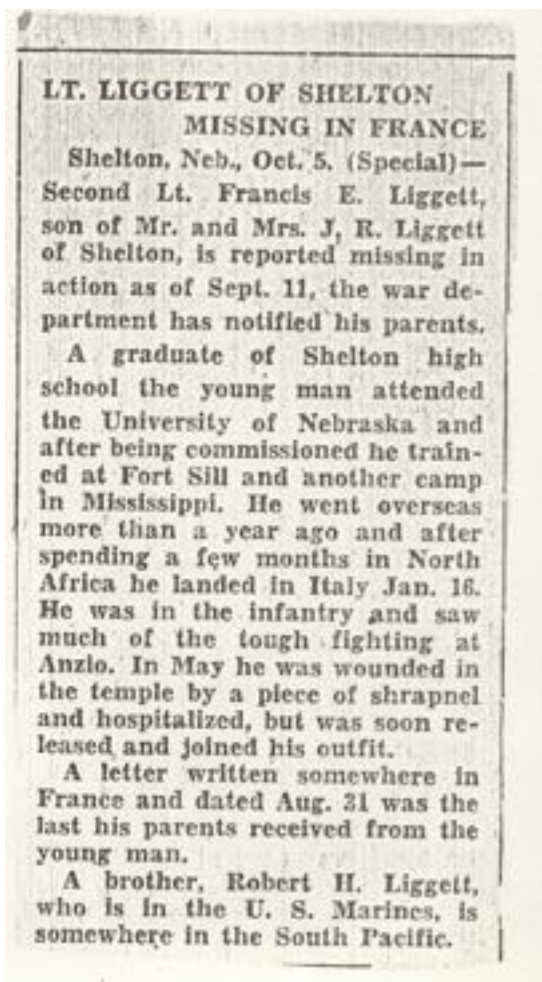 LT. LIGGETT OF SHELTON
MISSING IN FRANCE
Shelton, Neb., Oct. 5. (Special)—
Second Lt. Francis E. Liggett,
son of Mr. and Mrs. J. R. Liggett
of Shelton, is reported missing in
action as of Sept. 11, the war de-
partment has notified his parents.
A graduate of Shelton high
school the young man attended
the University of Nebraska and
after being commissioned he train-
ed at Fort Sill and another camp
in Mississippi. He went overseas
more than a year ago and after
spending a few months in North
Africa he landed in Italy Jan. 16.
He was in the infantry and saw
much of the tough fighting at
Anzio. In May he was wounded in
the temple by a piece of shrapnel
and hospitalized, but was soon re-
leased and joined his outfit.
A letter written somewhere in
France and dated Aug. 31 was the
last his parents received from the
young man.
A brother, Robert H. Liggett,
who is in the U. S. Marines, is
somewhere in the South Pacific.